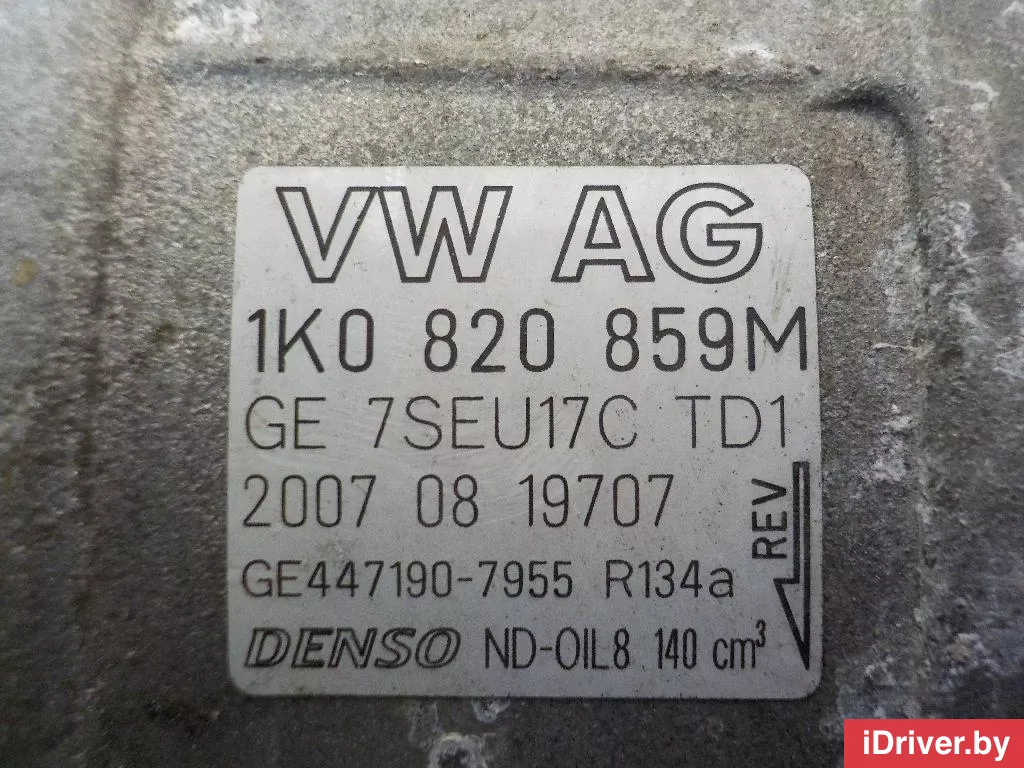 VW AG
1K0 820 859M
GE 7SEU17C TD1
2007 08 19707
REV
GE447190-7955 R134a
DENSO ND-OIL8 140 cm³
iDriver.by